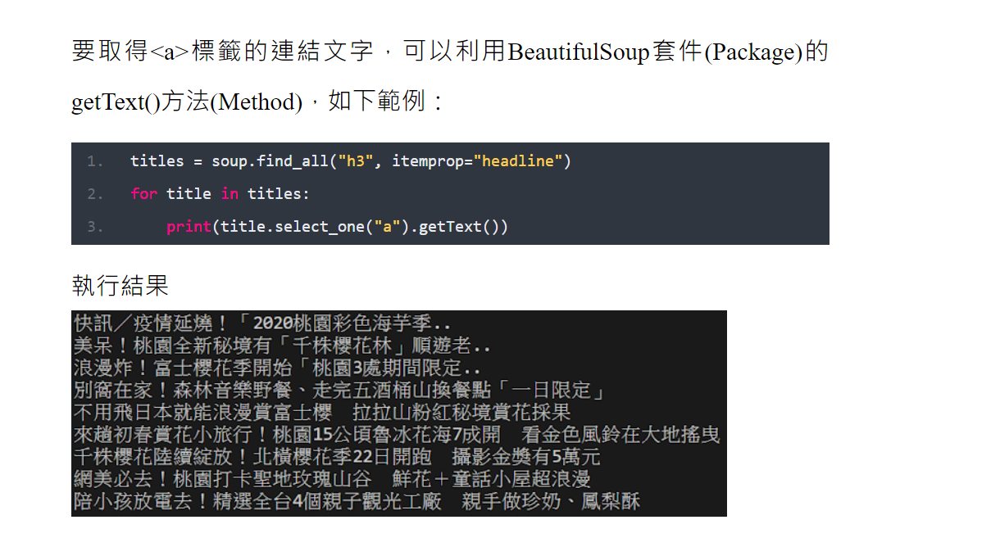 要取得<a>標籤的連結文字，可以利用BeautifulSoup套件(Package)的
getText()方法(Method)，如下範例：
1. titles = soup.find_all("h3", itemprop="headline")
2. for title in titles:
3.     print(title.select_one("a").getText())
執行結果
快訊／疫情延燒！「2020桃園彩色海芋季..
美呆！桃園全新秘境有「千株櫻花林」順遊老..
浪漫炸！富士櫻花季開始「桃園3處期間限定..
別窩在家！森林音樂野餐、走完五酒桶山換餐點「一日限定」
不用飛日本就能浪漫賞富士櫻　拉拉山粉紅秘境賞花採果
來趟初春賞花小旅行！桃園15公頃魯冰花海7成開　看金色風鈴在大地搖曳
千株櫻花陸續綻放！北橫櫻花季22日開跑　攝影金獎有5萬元
網美必去！桃園打卡聖地玫瑰山谷　鮮花＋童話小屋超浪漫
陪小孩放電去！精選全台4個親子觀光工廠　親手做珍奶、鳳梨酥